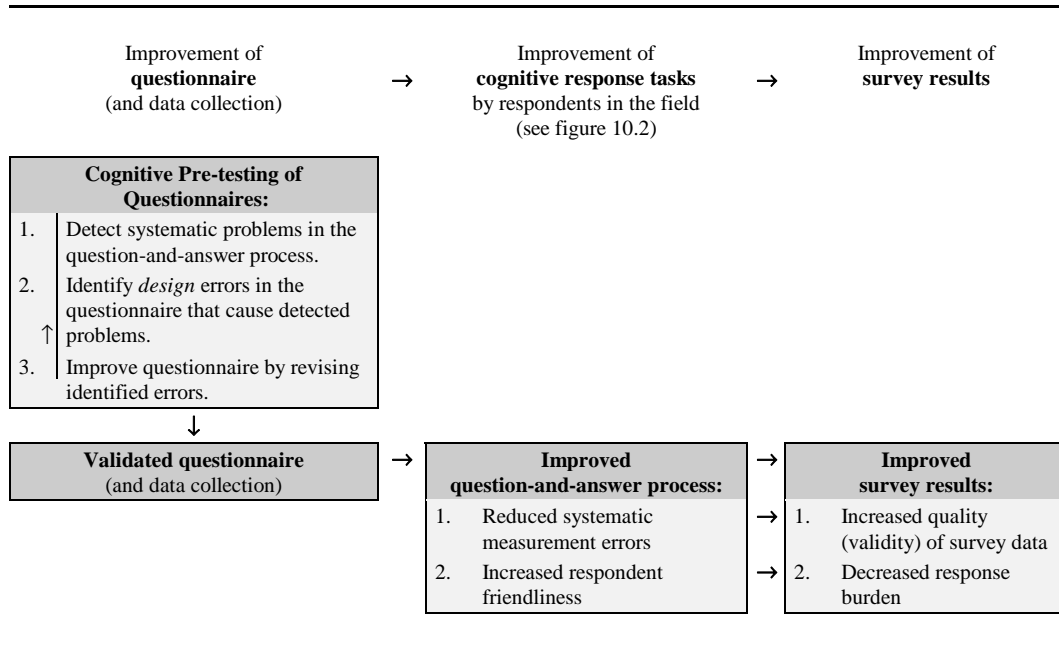 Improvement of
questionnaire
(and data collection)
→
Improvement of
cognitive response tasks
by respondents in the field
(see figure 10.2)
→
Improvement of
survey results
Cognitive Pre-testing of
Questionnaires:
1. Detect systematic problems in the
question-and-answer process.
2. Identify design errors in the
questionnaire that cause detected
↑ problems.
3. Improve questionnaire by revising
identified errors.
↓
Validated questionnaire
(and data collection)
→
Improved
question-and-answer process:
1. Reduced systematic
measurement errors
2. Increased respondent
friendliness
→
Improved
survey results:
→ 1. Increased quality
(validity) of survey data
→ 2. Decreased response
burden